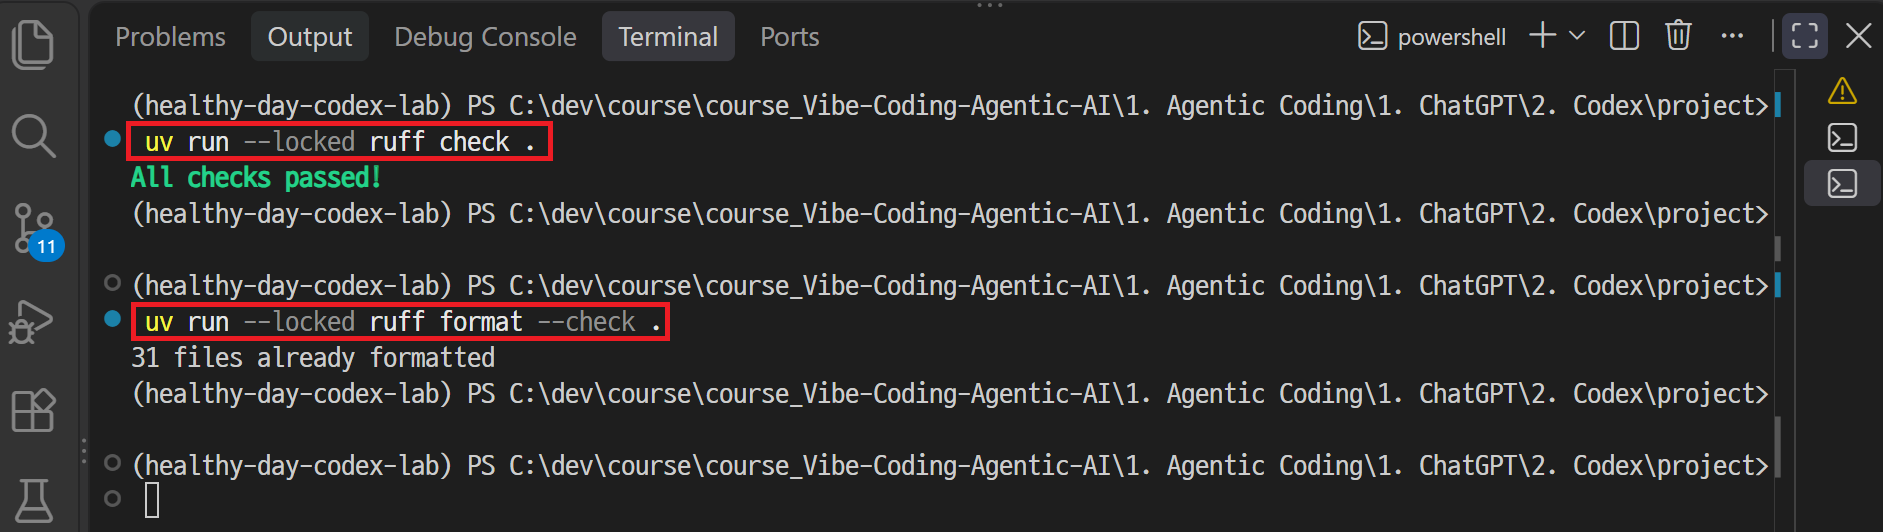 Problems Output Debug Console Terminal Ports powershell
(healthy-day-codex-lab) PS C:\dev\course\course_Vibe-Coding-Agentic-AI\1. Agentic Coding\1. ChatGPT\2. Codex\project>
uv run --locked ruff check .
All checks passed!
(healthy-day-codex-lab) PS C:\dev\course\course_Vibe-Coding-Agentic-AI\1. Agentic Coding\1. ChatGPT\2. Codex\project>
11
(healthy-day-codex-lab) PS C:\dev\course\course_Vibe-Coding-Agentic-AI\1. Agentic Coding\1. ChatGPT\2. Codex\project>
uv run --locked ruff format --check .
31 files already formatted
(healthy-day-codex-lab) PS C:\dev\course\course_Vibe-Coding-Agentic-AI\1. Agentic Coding\1. ChatGPT\2. Codex\project>
(healthy-day-codex-lab) PS C:\dev\course\course_Vibe-Coding-Agentic-AI\1. Agentic Coding\1. ChatGPT\2. Codex\project>